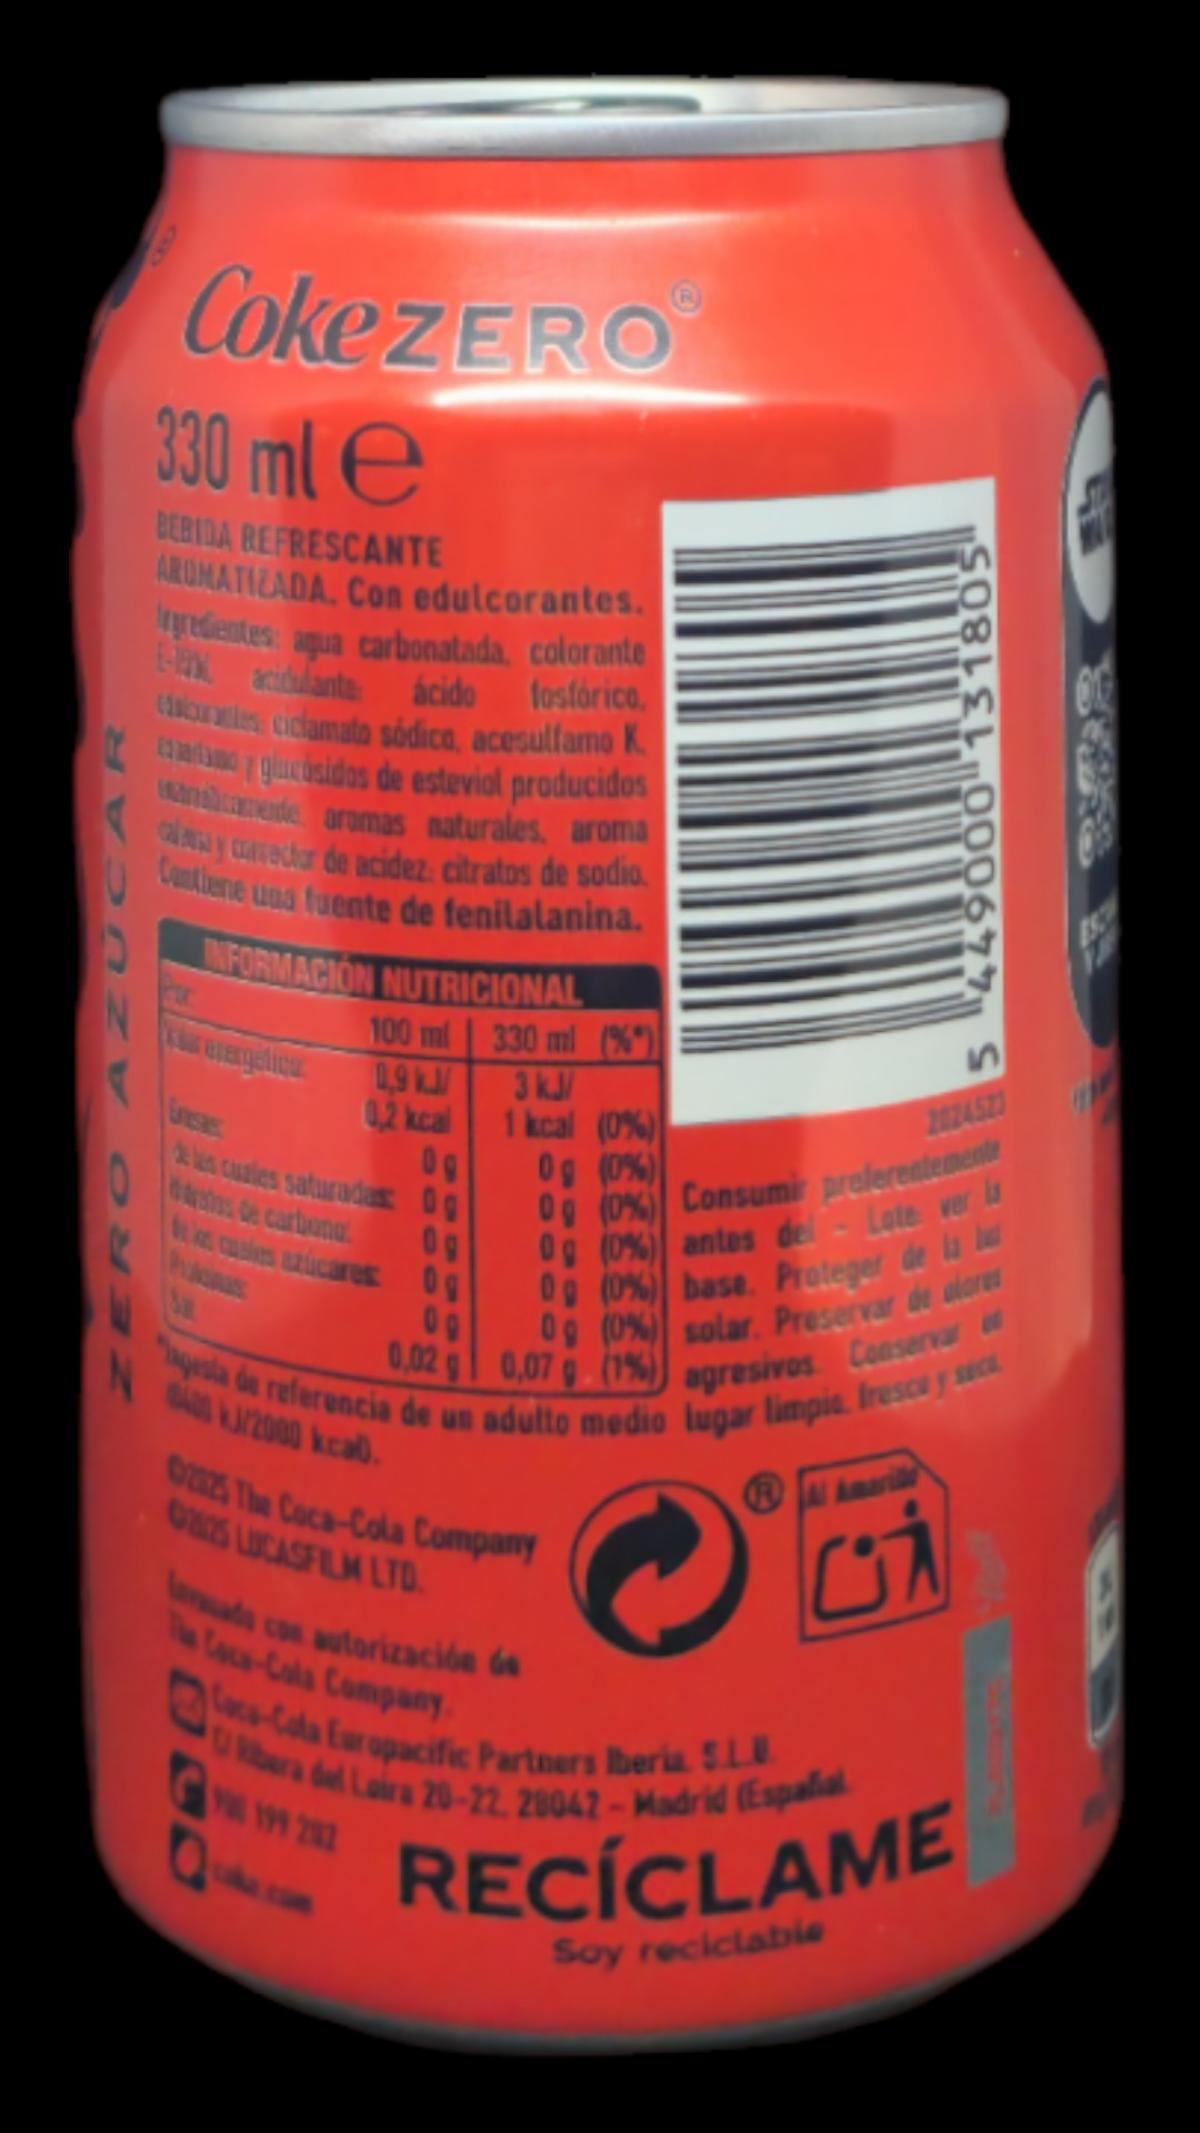 Coke ZERO®
330 ml e
BEBIDA REFRESCANTE
AROMATIZADA. Con edulcorantes.
Ingredientes: agua carbonatada, colorante
acidulante: ácido fosfórico,
edulcorantes: ciclamato sódico, acesulfamo K,
y glucósidos de esteviol producidos
aromas naturales, aroma
y corrector de acidez: citratos de sodio.
Contiene una fuente de fenilalanina.
INFORMACIÓN NUTRICIONAL
Por: 100 ml 330 ml (%*)
Valor energético: 0,9 kJ/ 3 kJ/
0,2 kcal 1 kcal (0%)
Grasas: 0 g 0 g (0%)
de las cuales saturadas: 0 g 0 g (0%)
Hidratos de carbono: 0 g 0 g (0%)
de los cuales azúcares: 0 g 0 g (0%)
Proteínas: 0 g 0 g (0%)
Sal: 0,02 g 0,07 g (1%)
*Ingesta de referencia de un adulto medio
(8400 kJ/2000 kcal).
©2025 The Coca-Cola Company
©2025 LUCASFILM LTD.
Envasado con autorización de
The Coca-Cola Company.
Coca-Cola Europacific Partners Iberia, S.L.U.
C/ Ribera del Loira 20-22, 28042 - Madrid (España).
900 199 202
coke.com
ZERO AZÚCAR
5 449000 131805
2024523
Consumir preferentemente
antes del - Lote: ver la
base. Proteger de la luz
solar. Preservar de olores
agresivos. Conservar en
lugar limpio, fresco y seco.
®
Al Amarillo
RECÍCLAME
Soy reciclable
STAR
WARS